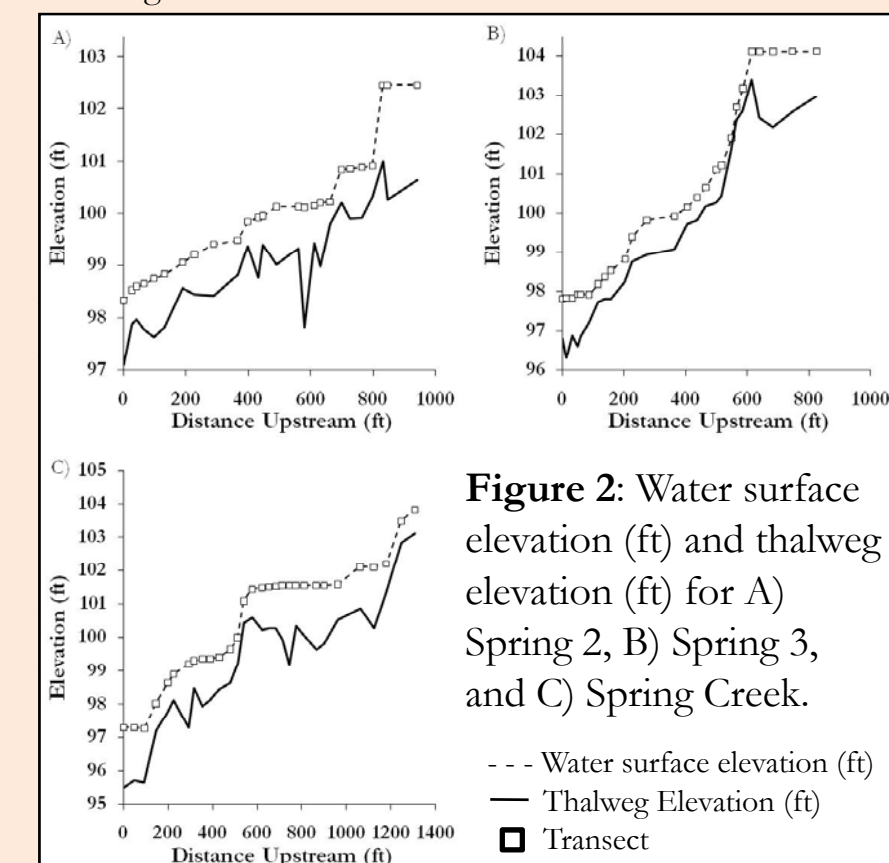 A)
103
102
101
100
99
98
97
Elevation (ft)
0 200 400 600 800 1000
Distance Upstream (ft)
B)
104
103
102
101
100
99
98
97
96
Elevation (ft)
0 200 400 600 800 1000
Distance Upstream (ft)
C)
105
104
103
102
101
100
99
98
97
96
95
Elevation (ft)
0 200 400 600 800 1000 1200 1400
Distance Upstream (ft)
Figure 2: Water surface
elevation (ft) and thalweg
elevation (ft) for A)
Spring 2, B) Spring 3,
and C) Spring Creek.
- - - Water surface elevation (ft)
Thalweg Elevation (ft)
Transect